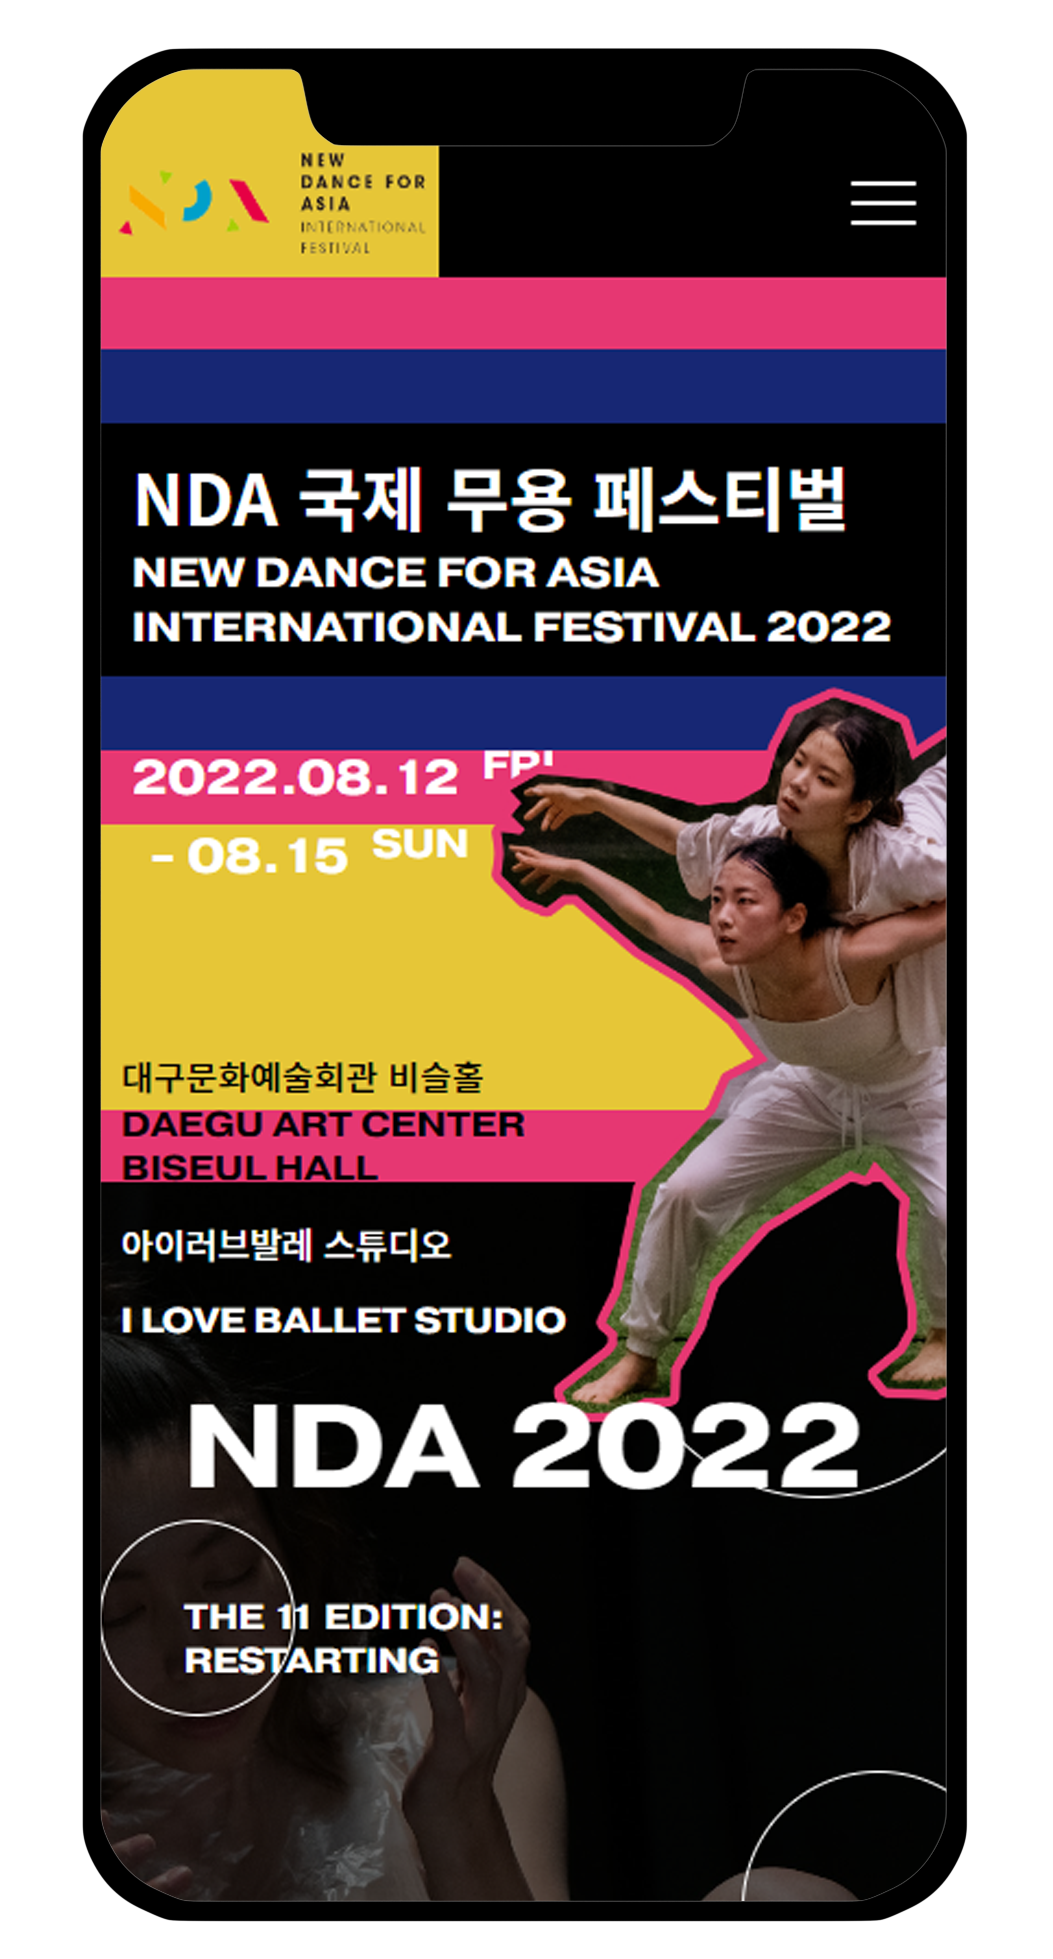 NEW
DANCE FOR
ASIA
INTERNATIONAL
FESTIVAL
NDA 국제 무용 페스티벌
NEW DANCE FOR ASIA
INTERNATIONAL FESTIVAL 2022
2022.08.12 FRI
- 08.15 SUN
대구문화예술회관 비슬홀
DAEGU ART CENTER
BISEUL HALL
아이러브발레 스튜디오
I LOVE BALLET STUDIO
NDA 2022
THE 11 EDITION:
RESTARTING